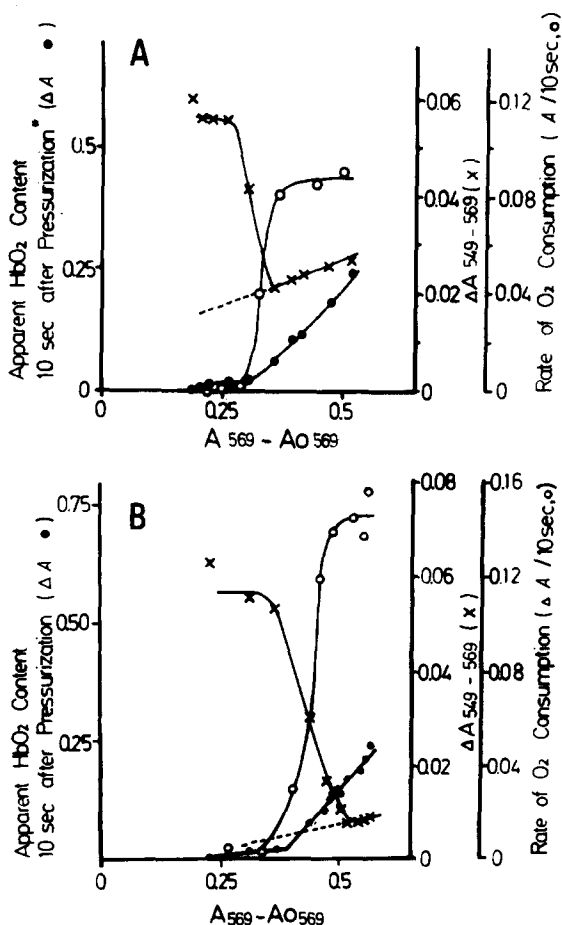 A
Apparent HbO2 Content
10 sec after Pressurization* (ΔA ●)
0.5
0.25
0
0
0.25
0.5
A 569 - Ao 569
0.06
0.04
0.02
0
ΔA 549-569 (x)
0.12
0.08
0.04
0
Rate of O2 Consumption (A/10sec,o)
B
Apparent HbO2 Content
10 sec after Pressurization (ΔA ●)
0.75
0.50
0.25
0
0
0.25
0.5
A569-Ao569
0.08
0.06
0.04
0.02
0
ΔA 549-569 (x)
0.16
0.12
0.08
0.04
0
Rate of O2 Consumption (ΔA/10sec,o)